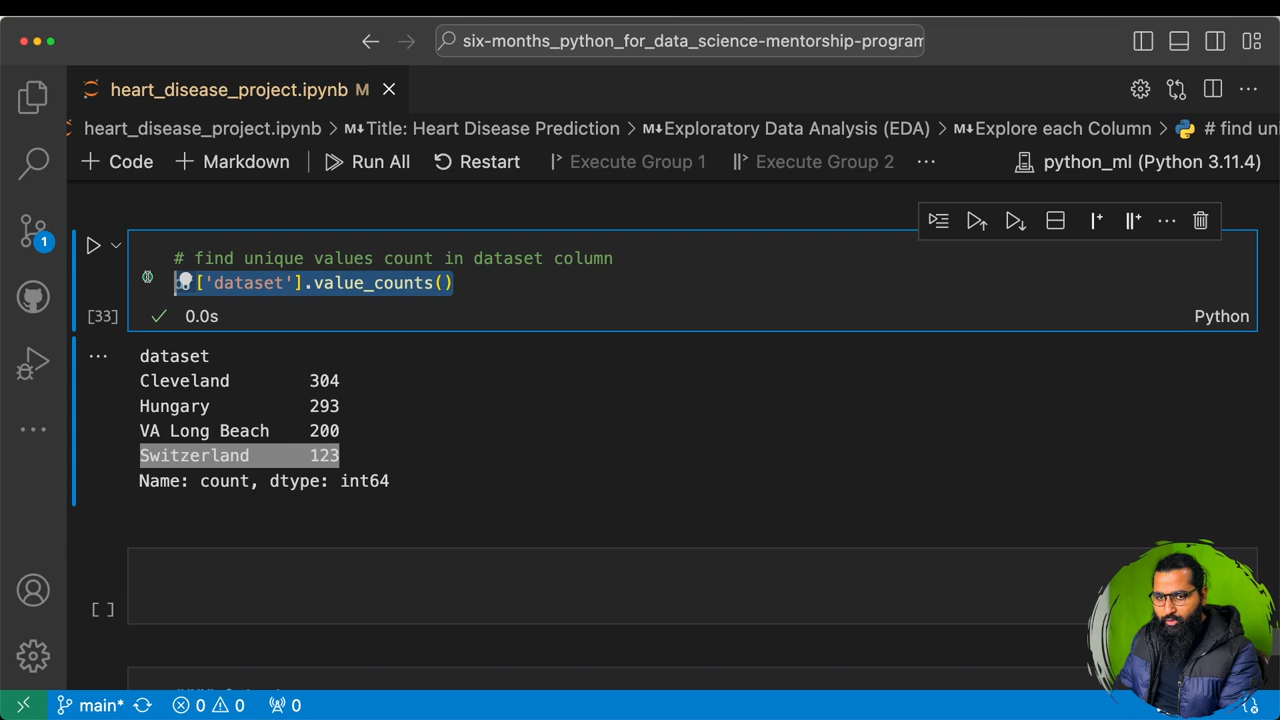 six-months_python_for_data_science-mentorship-program
heart_disease_project.ipynb M
heart_disease_project.ipynb > M↓Title: Heart Disease Prediction > M↓Exploratory Data Analysis (EDA) > M↓Explore each Column > # find uni
+ Code + Markdown | Run All Restart Execute Group 1 Execute Group 2 ... python_ml (Python 3.11.4)
# find unique values count in dataset column
['dataset'].value_counts()
[33] 0.0s Python
dataset
Cleveland 304
Hungary 293
VA Long Beach 200
Switzerland 123
Name: count, dtype: int64
[ ]
1
main* 0 0 0